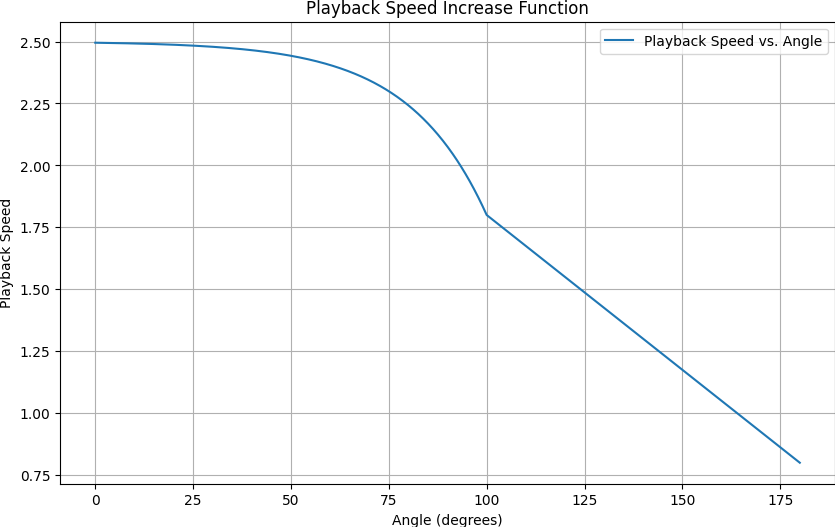 Playback Speed Increase Function
Playback Speed vs. Angle
2.50
2.25
2.00
1.75
1.50
1.25
1.00
0.75
Playback Speed
0 25 50 75 100 125 150 175
Angle (degrees)